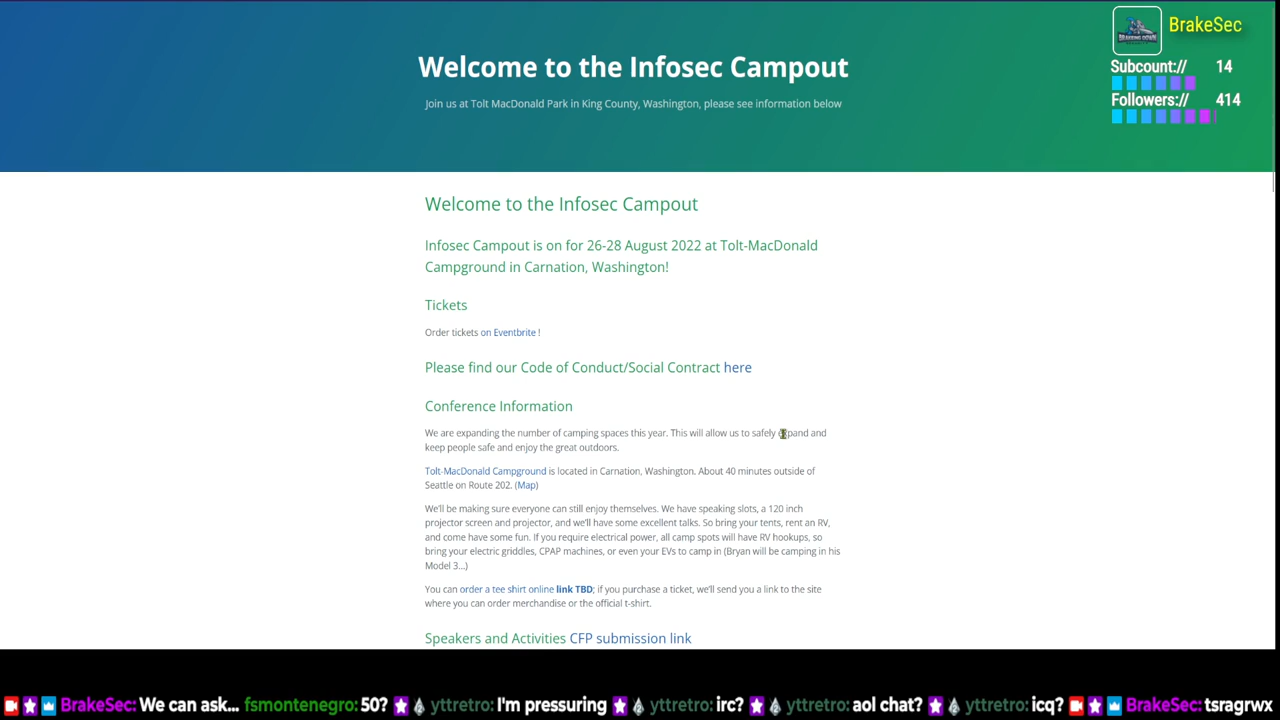 Welcome to the Infosec Campout
Join us at Tolt MacDonald Park in King County, Washington, please see information below
BrakeSec
Subcount:// 14
Followers:// 414
Welcome to the Infosec Campout
Infosec Campout is on for 26-28 August 2022 at Tolt-MacDonald
Campground in Carnation, Washington!
Tickets
Order tickets on Eventbrite !
Please find our Code of Conduct/Social Contract here
Conference Information
We are expanding the number of camping spaces this year. This will allow us to safely expand and
keep people safe and enjoy the great outdoors.
Tolt-MacDonald Campground is located in Carnation, Washington. About 40 minutes outside of
Seattle on Route 202. (Map)
We'll be making sure everyone can still enjoy themselves. We have speaking slots, a 120 inch
projector screen and projector, and we'll have some excellent talks. So bring your tents, rent an RV,
and come have some fun. If you require electrical power, all camp spots will have RV hookups, so
bring your electric griddles, CPAP machines, or even your EVs to camp in (Bryan will be camping in his
Model 3...)
You can order a tee shirt online link TBD; if you purchase a ticket, we'll send you a link to the site
where you can order merchandise or the official t-shirt.
Speakers and Activities CFP submission link
BrakeSec: We can ask... fsmontenegro: 50? yttretro: I'm pressuring yttretro: irc? yttretro: aol chat? yttretro: icq? BrakeSec: tsragrwx